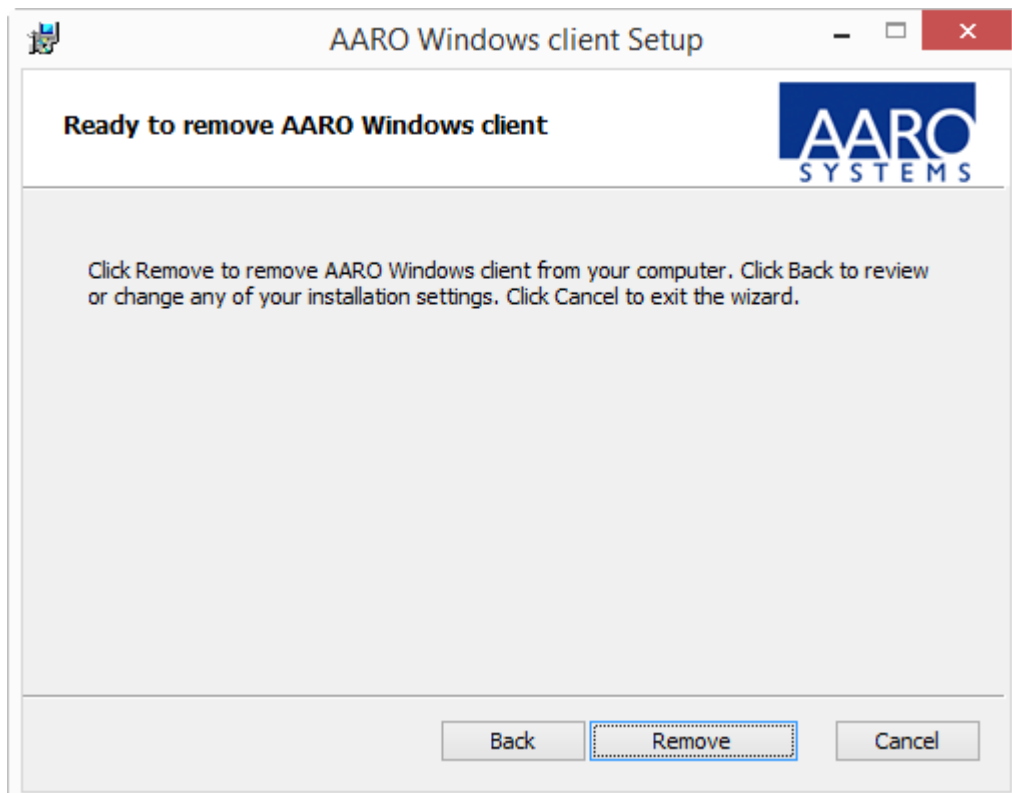 AARO Windows client Setup
Ready to remove AARO Windows client
AARO
SYSTEMS
Click Remove to remove AARO Windows client from your computer. Click Back to review
or change any of your installation settings. Click Cancel to exit the wizard.
Back Remove Cancel